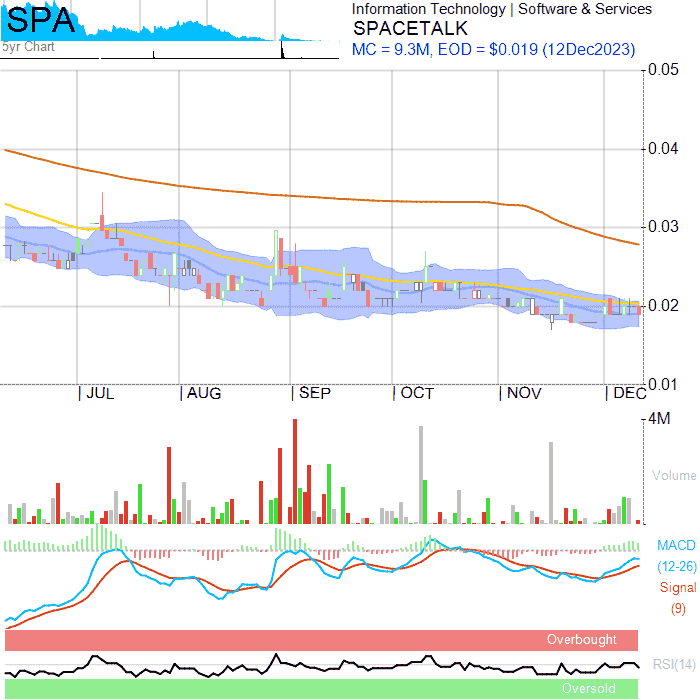 SPA
5yr Chart
Information Technology | Software & Services
SPACETALK
MC = 9.3M, EOD = $0.019 (12Dec2023)
0.05
0.04
0.03
0.02
0.01
| JUL
| AUG
| SEP
| OCT
| NOV
| DEC
4M
Volume
MACD
(12-26)
Signal
(9)
Overbought
RSI(14)
Oversold